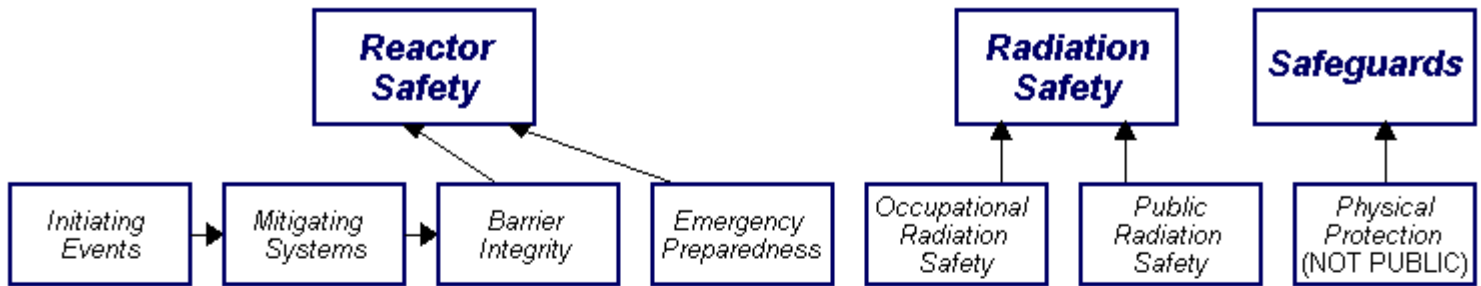 Reactor
Safety
Radiation
Safety
Safeguards
Initiating
Events
Mitigating
Systems
Barrier
Integrity
Emergency
Preparedness
Occupational
Radiation
Safety
Public
Radiation
Safety
Physical
Protection
(NOT PUBLIC)